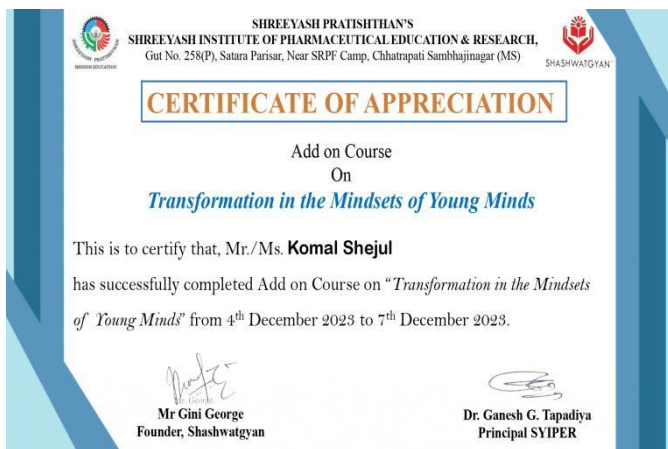 SHREEYASH PRATISHTHAN'S
SHREEYASH INSTITUTE OF PHARMACEUTICAL EDUCATION & RESEARCH,
Gut No. 258(P), Satara Parisar, Near SRPF Camp, Chhatrapati Sambhajinagar (MS)
MISSION EDUCATION
SHASHWATGYAN
CERTIFICATE OF APPRECIATION
Add on Course
On
Transformation in the Mindsets of Young Minds
This is to certify that, Mr./Ms. Komal Shejul
has successfully completed Add on Course on “Transformation in the Mindsets
of Young Minds” from 4th December 2023 to 7th December 2023.
Mr Gini George
Founder, Shashwatgyan
Dr. Ganesh G. Tapadiya
Principal SYIPER